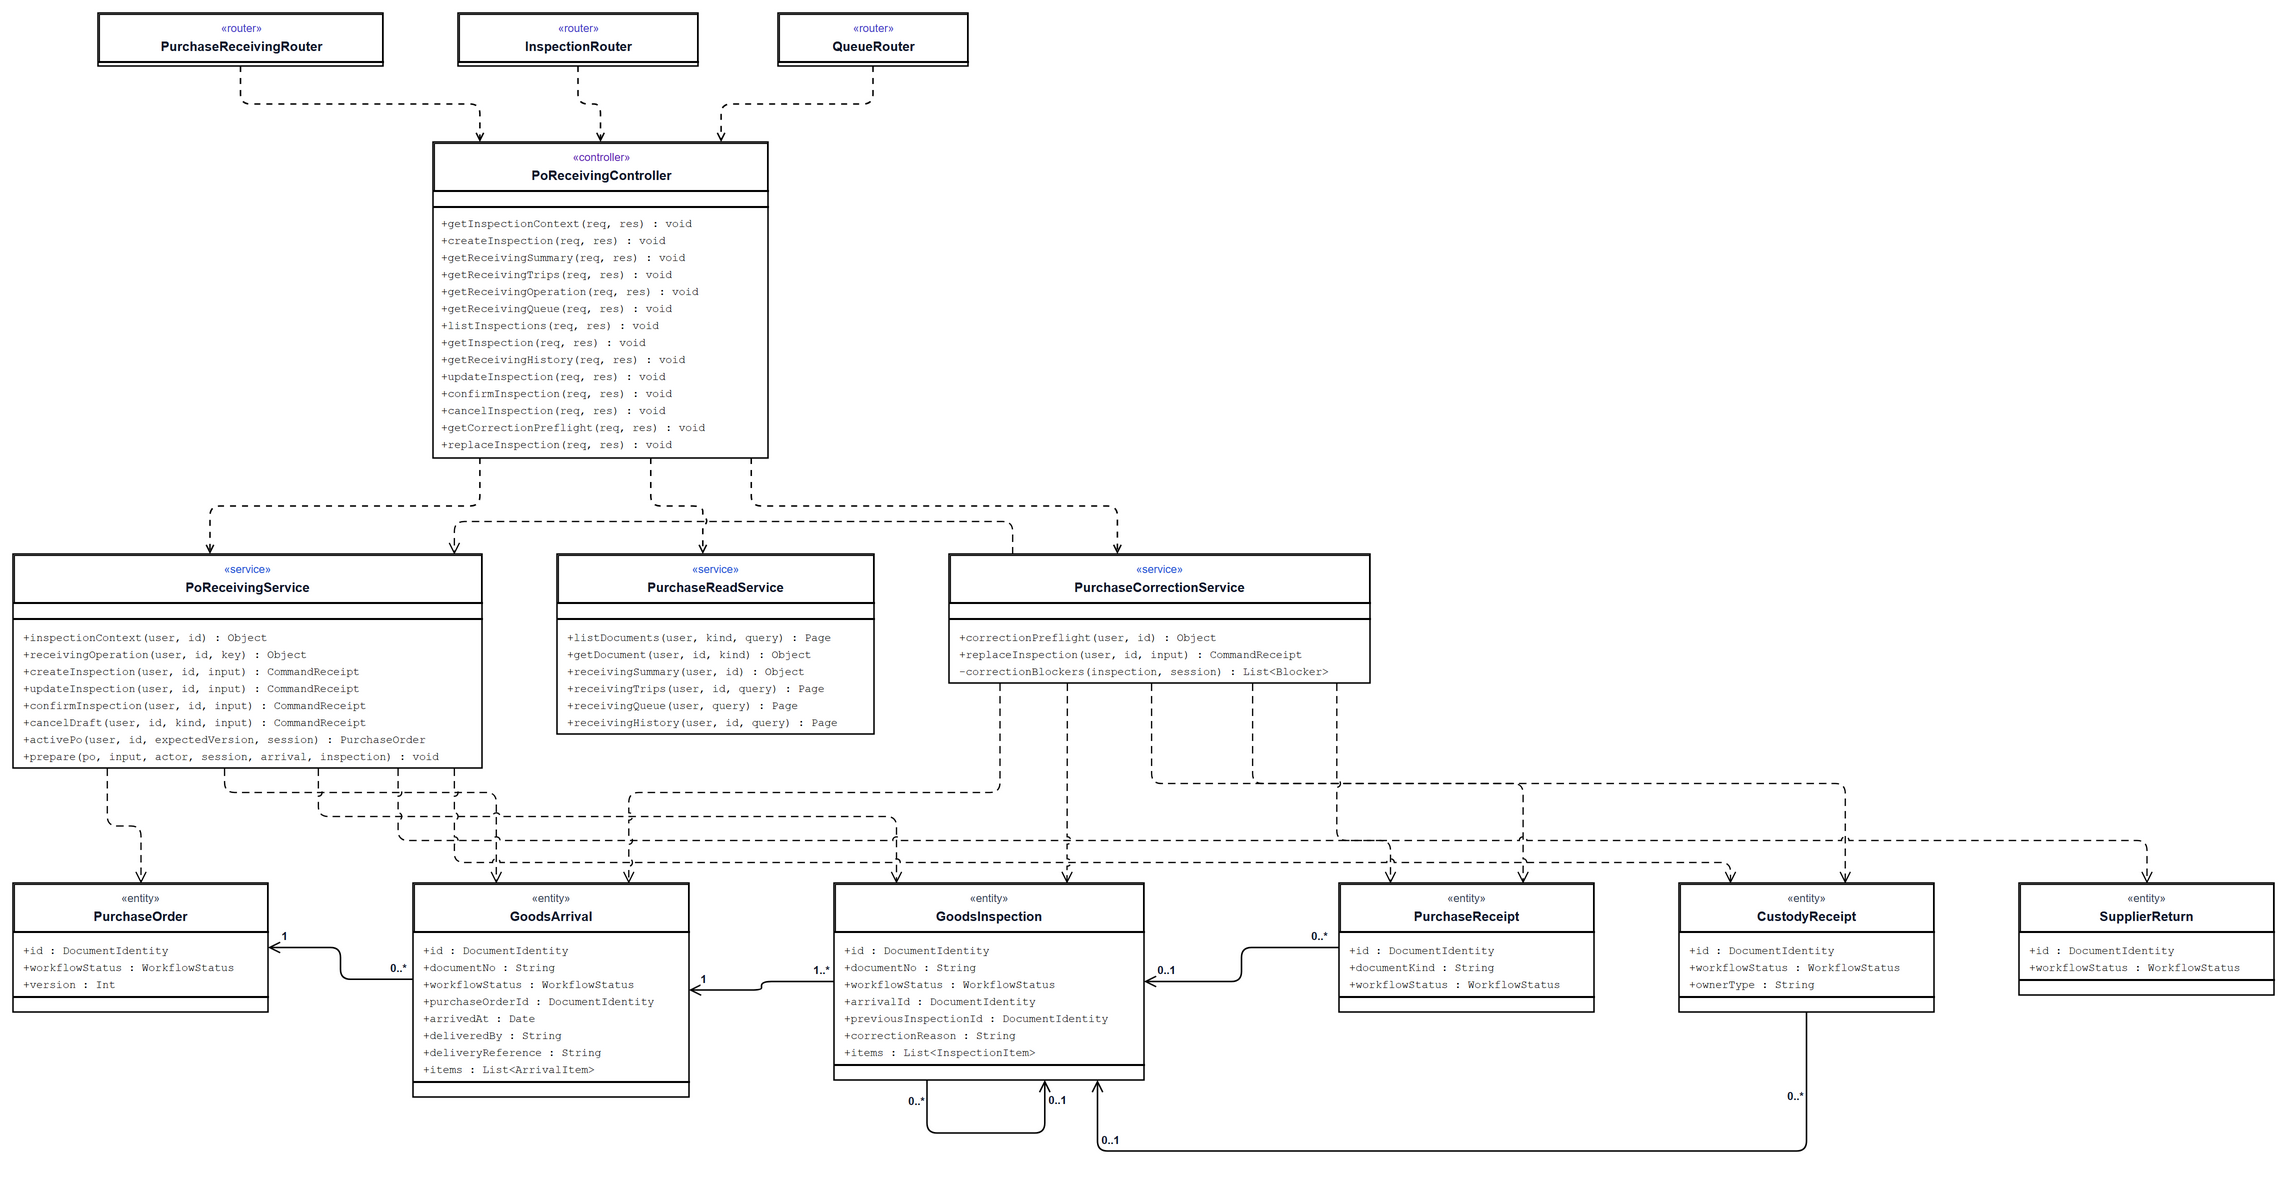 «router»
PurchaseReceivingRouter
«router»
InspectionRouter
«router»
QueueRouter
«controller»
PoReceivingController
+getInspectionContext(req, res) : void
+createInspection(req, res) : void
+getReceivingSummary(req, res) : void
+getReceivingTrips(req, res) : void
+getReceivingOperation(req, res) : void
+getReceivingQueue(req, res) : void
+listInspections(req, res) : void
+getInspection(req, res) : void
+getReceivingHistory(req, res) : void
+updateInspection(req, res) : void
+confirmInspection(req, res) : void
+cancelInspection(req, res) : void
+getCorrectionPreflight(req, res) : void
+replaceInspection(req, res) : void
«service»
PoReceivingService
+inspectionContext(user, id) : Object
+receivingOperation(user, id, key) : Object
+createInspection(user, id, input) : CommandReceipt
+updateInspection(user, id, input) : CommandReceipt
+confirmInspection(user, id, input) : CommandReceipt
+cancelDraft(user, id, kind, input) : CommandReceipt
+activePo(user, id, expectedVersion, session) : PurchaseOrder
+prepare(po, input, actor, session, arrival, inspection) : void
«service»
PurchaseReadService
+listDocuments(user, kind, query) : Page
+getDocument(user, id, kind) : Object
+receivingSummary(user, id) : Object
+receivingTrips(user, id, query) : Page
+receivingQueue(user, query) : Page
+receivingHistory(user, id, query) : Page
«service»
PurchaseCorrectionService
+correctionPreflight(user, id) : Object
+replaceInspection(user, id, input) : CommandReceipt
-correctionBlockers(inspection, session) : List<Blocker>
«entity»
PurchaseOrder
+id : DocumentIdentity
+workflowStatus : WorkflowStatus
+version : Int
1
0..*
«entity»
GoodsArrival
+id : DocumentIdentity
+documentNo : String
+workflowStatus : WorkflowStatus
+purchaseOrderId : DocumentIdentity
+arrivedAt : Date
+deliveredBy : String
+deliveryReference : String
+items : List<ArrivalItem>
1
1..*
«entity»
GoodsInspection
+id : DocumentIdentity
+documentNo : String
+workflowStatus : WorkflowStatus
+arrivalId : DocumentIdentity
+previousInspectionId : DocumentIdentity
+correctionReason : String
+items : List<InspectionItem>
0..*
0..1
0..1
0..*
«entity»
PurchaseReceipt
+id : DocumentIdentity
+documentKind : String
+workflowStatus : WorkflowStatus
«entity»
CustodyReceipt
+id : DocumentIdentity
+workflowStatus : WorkflowStatus
+ownerType : String
0..*
0..1
«entity»
SupplierReturn
+id : DocumentIdentity
+workflowStatus : WorkflowStatus